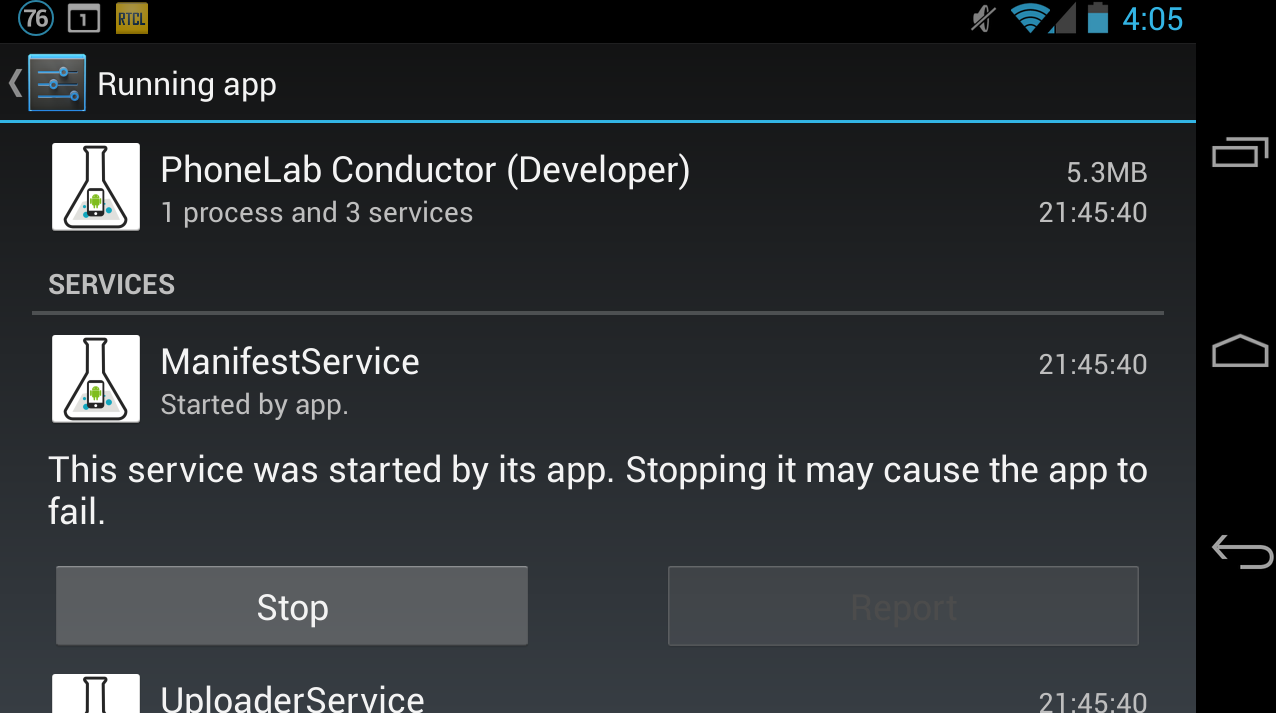 76 1 RTCL 4:05
Running app
PhoneLab Conductor (Developer) 5.3MB
1 process and 3 services 21:45:40
SERVICES
ManifestService 21:45:40
Started by app.
This service was started by its app. Stopping it may cause the app to
fail.
Stop Report
UploaderService 21:45:40